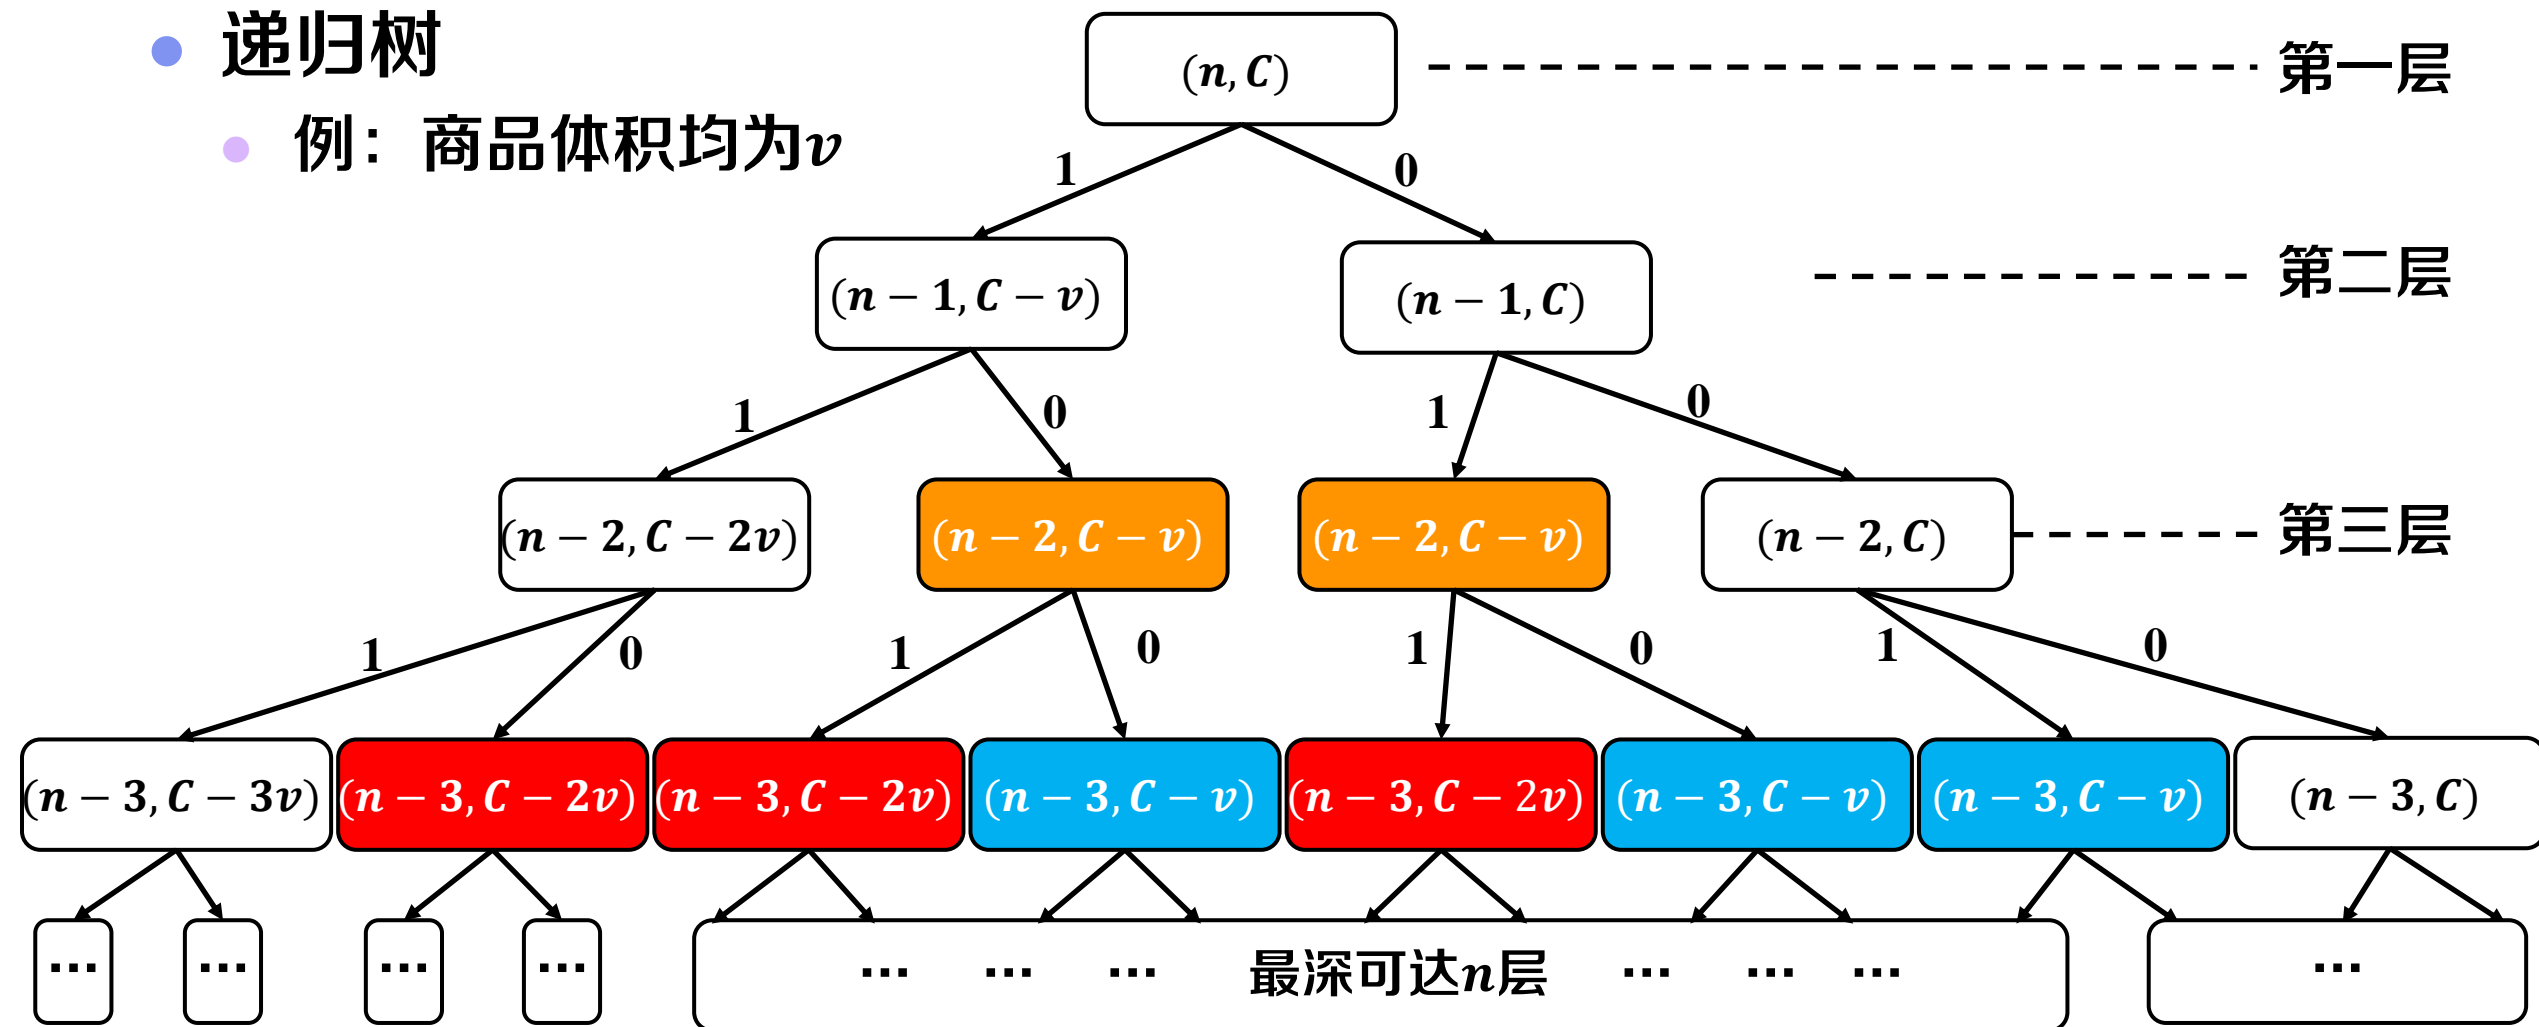 递归树
(n, C)
第一层
例：商品体积均为v
1 0
(n − 1, C − v) (n − 1, C)
第二层
1 0 1 0
(n − 2, C − 2v) (n − 2, C − v) (n − 2, C − v) (n − 2, C)
第三层
1 0 1 0 1 0 1 0
(n − 3, C − 3v) (n − 3, C − 2v) (n − 3, C − 2v) (n − 3, C − v) (n − 3, C − 2v) (n − 3, C − v) (n − 3, C − v) (n − 3, C)
… … … … … … … 最深可达n层 … … … …